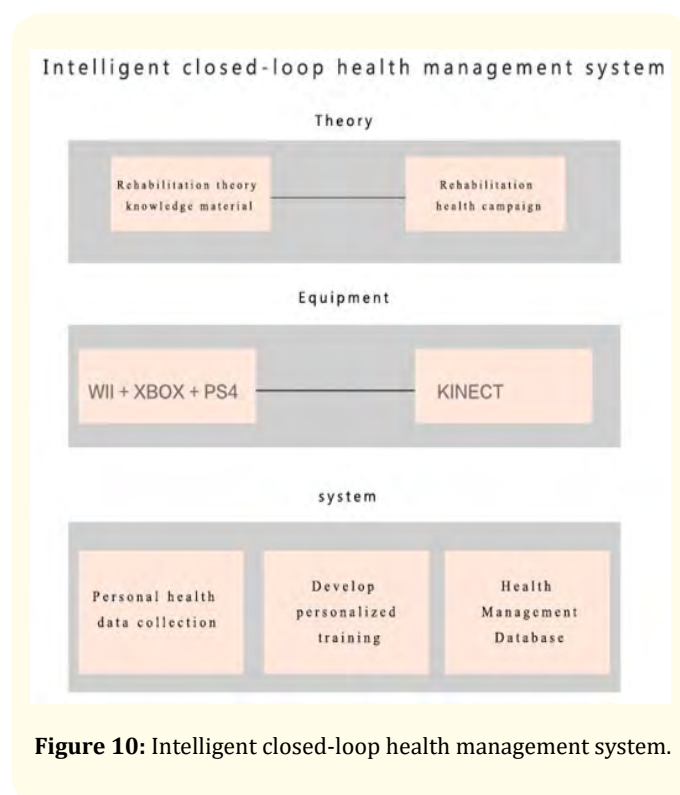 Intelligent closed-loop health management system
Theory
Rehabilitation theory
knowledge material
Rehabilitation
health campaign
Equipment
WII + XBOX + PS4
KINECT
system
Personal health
data collection
Develop
personalized
training
Health
Management
Database
Figure 10: Intelligent closed-loop health management system.